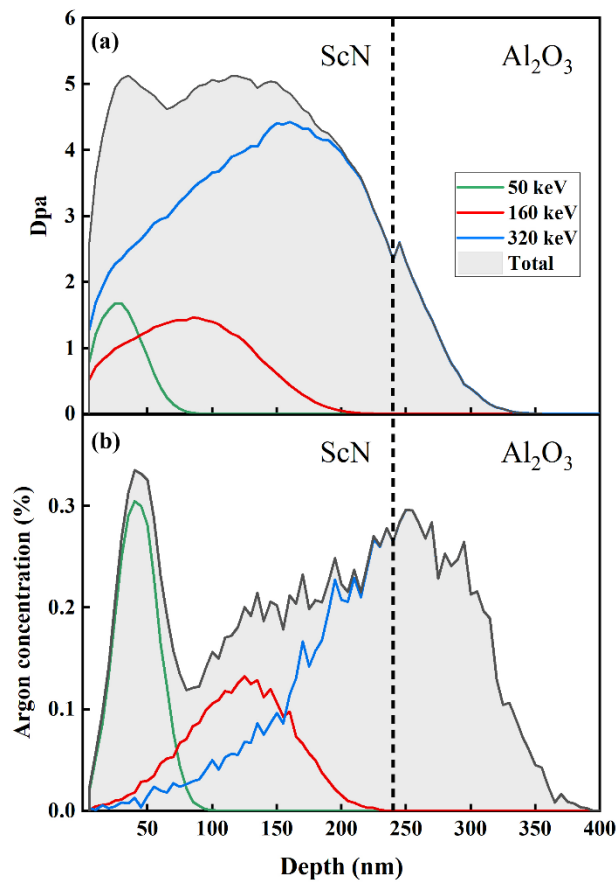 (a)
ScN
Al2O3
6
5
4
3
2
1
0
Dpa
50 keV
160 keV
320 keV
Total
(b)
ScN
Al2O3
0.3
0.2
0.1
0.0
Argon concentration (%)
50 100 150 200 250 300 350 400
Depth (nm)